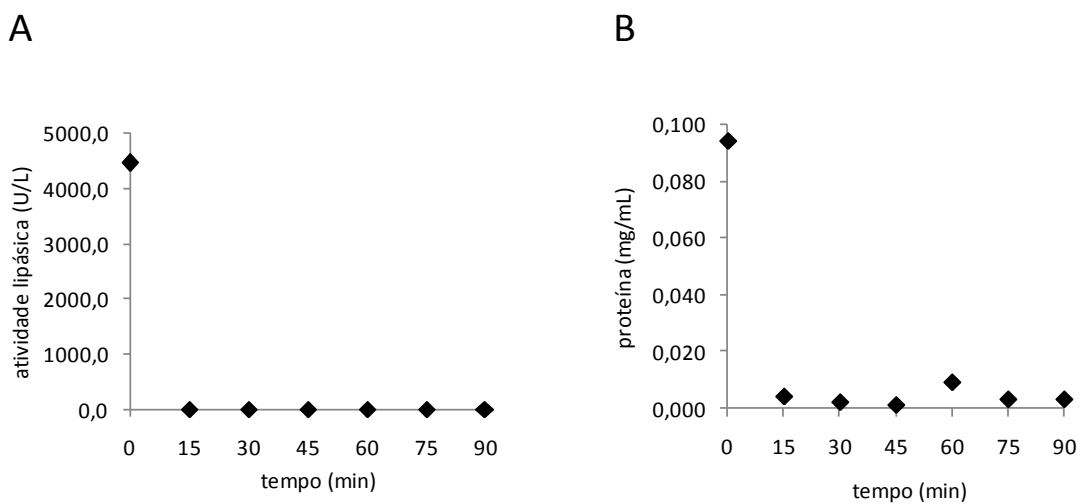 A
atividade lipásica (U/L)
5000,0
4000,0
3000,0
2000,0
1000,0
0,0
0 15 30 45 60 75 90
tempo (min)
B
proteína (mg/mL)
0,100
0,080
0,060
0,040
0,020
0,000
0 15 30 45 60 75 90
tempo (min)